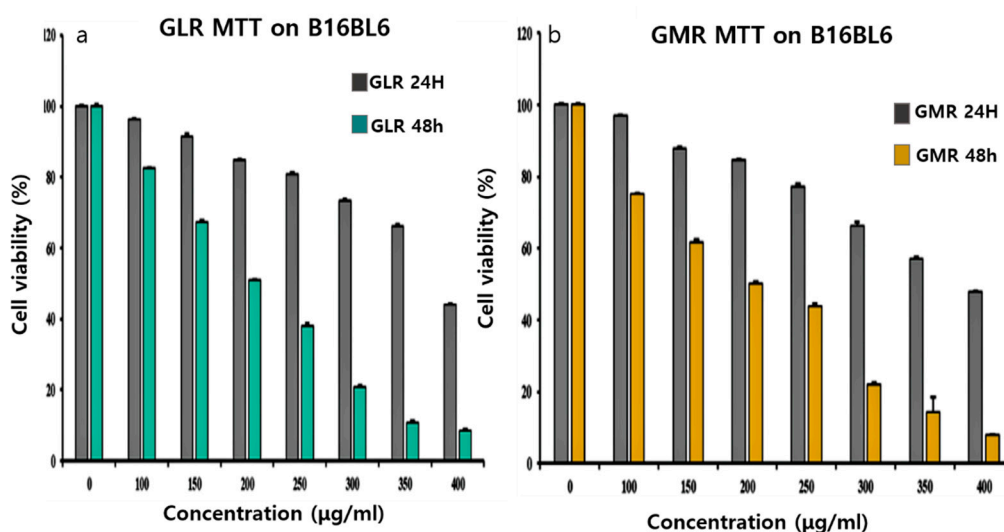 a
GLR MTT on B16BL6
GLR 24H
GLR 48h
Cell viability (%)
120
100
80
60
40
20
0
0 100 150 200 250 300 350 400
Concentration (µg/ml)
b
GMR MTT on B16BL6
GMR 24H
GMR 48h
Cell viability (%)
120
100
80
60
40
20
0
0 100 150 200 250 300 350 400
Concentration (µg/ml)